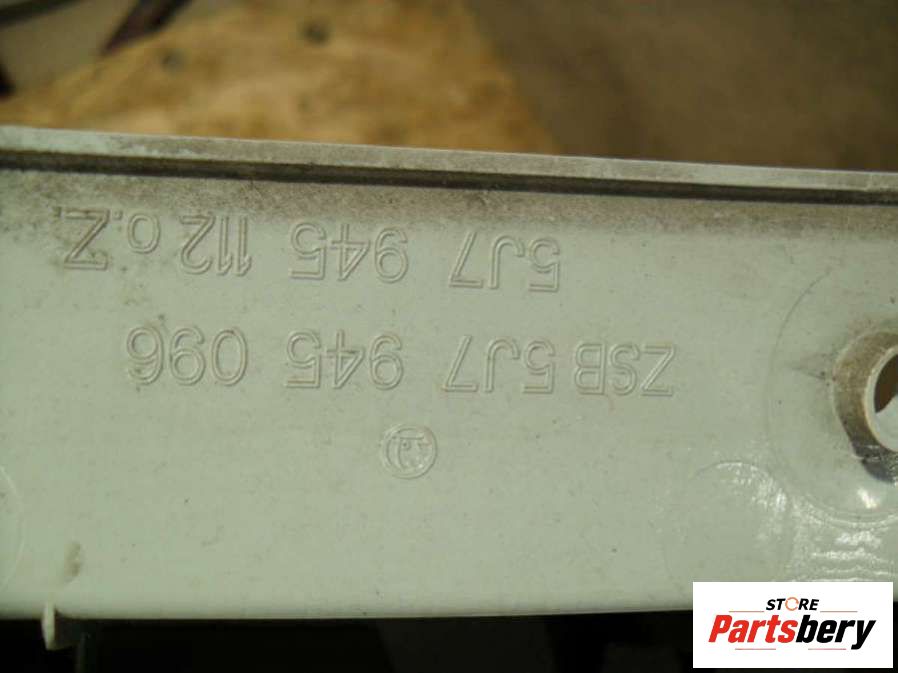 ZSB 5J7 945 096
5J7 945 112 o.Z.
STORE
Partsbery